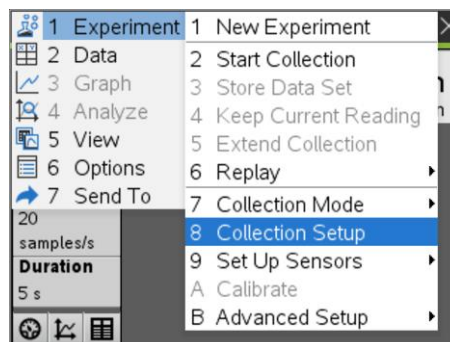 1 Experiment
2 Data
3 Graph
4 Analyze
5 View
6 Options
7 Send To
1 New Experiment
2 Start Collection
3 Store Data Set
4 Keep Current Reading
5 Extend Collection
6 Replay
7 Collection Mode
8 Collection Setup
9 Set Up Sensors
A Calibrate
B Advanced Setup
20
samples/s
Duration
5 s